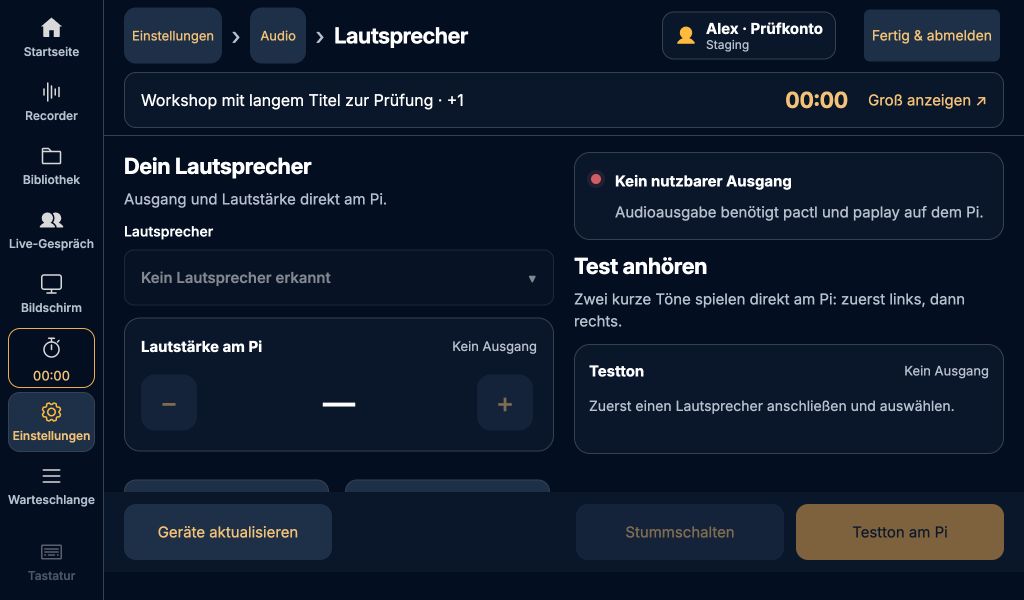 Startseite
Recorder
Bibliothek
Live-Gespräch
Bildschirm
00:00
Einstellungen
Warteschlange
Tastatur
Einstellungen › Audio › Lautsprecher
Alex · Prüfkonto
Staging
Fertig & abmelden
Workshop mit langem Titel zur Prüfung · +1
00:00
Groß anzeigen ↗
Dein Lautsprecher
Ausgang und Lautstärke direkt am Pi.
Lautsprecher
Kein Lautsprecher erkannt ▾
Lautstärke am Pi
Kein Ausgang
− — +
Kein nutzbarer Ausgang
Audioausgabe benötigt pactl und paplay auf dem Pi.
Test anhören
Zwei kurze Töne spielen direkt am Pi: zuerst links, dann
rechts.
Testton
Kein Ausgang
Zuerst einen Lautsprecher anschließen und auswählen.
Geräte aktualisieren
Stummschalten
Testton am Pi